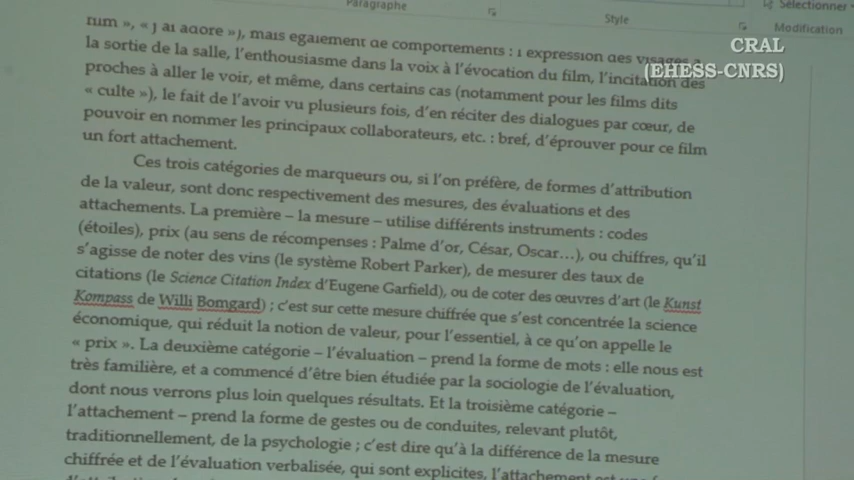 Paragraphe
Style
Sélectionner
Modification
CRAL
(EHESS-CNRS)
rum », « j'ai adoré »), mais également de comportements : l'expression des visages à
la sortie de la salle, l'enthousiasme dans la voix à l'évocation du film, l'incitation des
proches à aller le voir, et même, dans certains cas (notamment pour les films dits
« culte »), le fait de l'avoir vu plusieurs fois, d'en réciter des dialogues par cœur, de
pouvoir en nommer les principaux collaborateurs, etc. : bref, d'éprouver pour ce film
un fort attachement.
Ces trois catégories de marqueurs ou, si l'on préfère, de formes d'attribution
de la valeur, sont donc respectivement des mesures, des évaluations et des
attachements. La première – la mesure – utilise différents instruments : codes
(étoiles), prix (au sens de récompenses : Palme d'or, César, Oscar…), ou chiffres, qu'il
s'agisse de noter des vins (le système Robert Parker), de mesurer des taux de
citations (le Science Citation Index d'Eugene Garfield), ou de coter des œuvres d'art (le Kunst
Kompass de Willi Bomgard) ; c'est sur cette mesure chiffrée que s'est concentrée la science
économique, qui réduit la notion de valeur, pour l'essentiel, à ce qu'on appelle le
« prix ». La deuxième catégorie – l'évaluation – prend la forme de mots : elle nous est
très familière, et a commencé d'être bien étudiée par la sociologie de l'évaluation,
dont nous verrons plus loin quelques résultats. Et la troisième catégorie –
l'attachement – prend la forme de gestes ou de conduites, relevant plutôt,
traditionnellement, de la psychologie ; c'est dire qu'à la différence de la mesure
chiffrée et de l'évaluation verbalisée, qui sont explicites, l'attachement est une